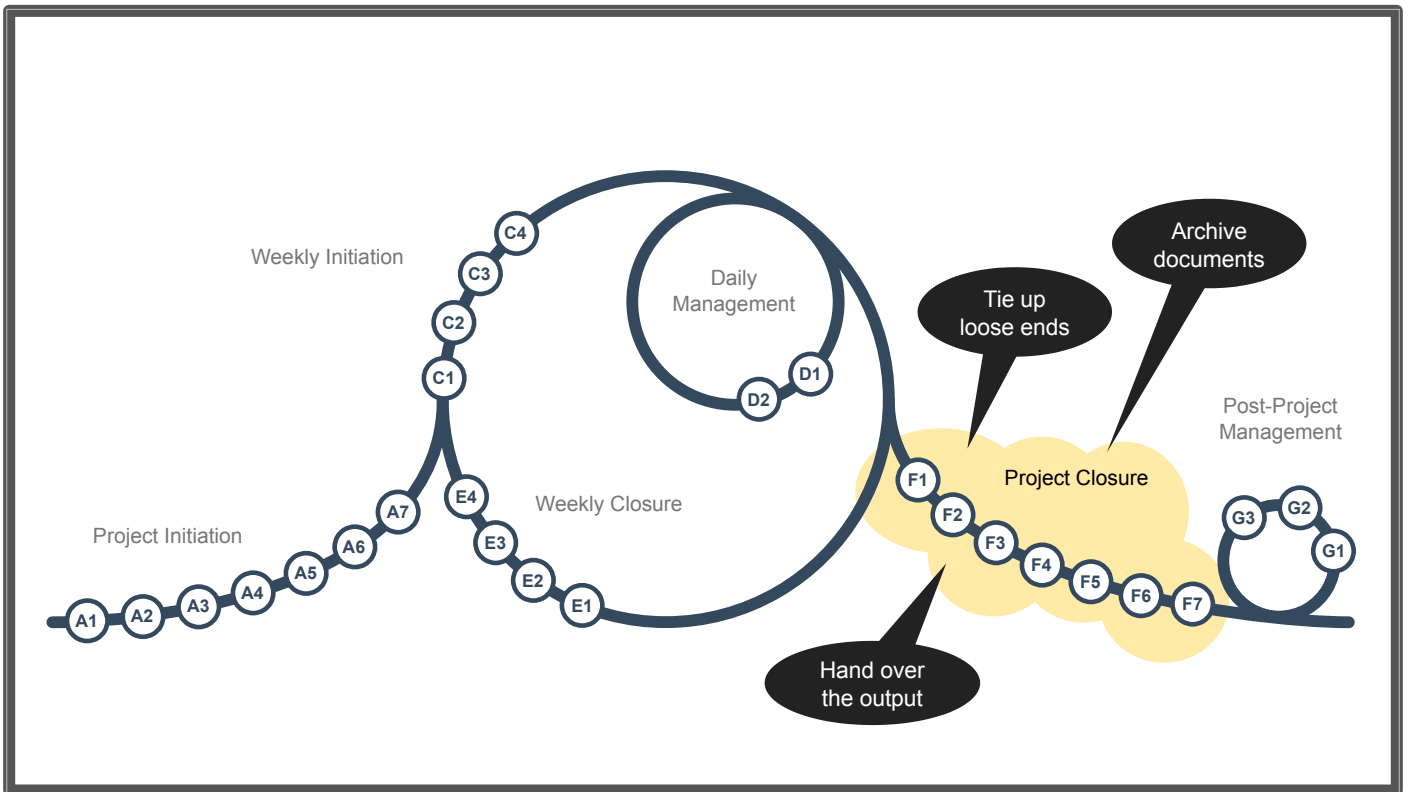 Archive
documents
C4
Weekly Initiation
C3
Daily
Management
Tie up
loose ends
C2
C1
D1
D2
Post-Project
Management
Project Closure
F1
E4
Weekly Closure
A7
F2
G3
G2
G1
Project Initiation
E3
A6
F3
F4
A5
E2
F5
A4
E1
F6
F7
A3
A2
A1
Hand over
the output